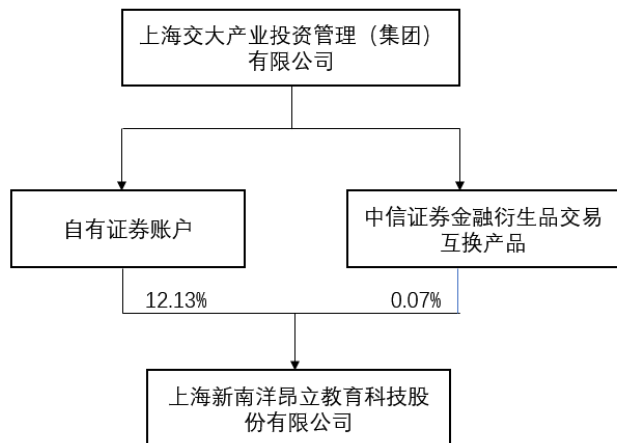 上海交大产业投资管理（集团）
有限公司
自有证券账户
中信证券金融衍生品交易
互换产品
12.13%
0.07%
上海新南洋昂立教育科技股
份有限公司